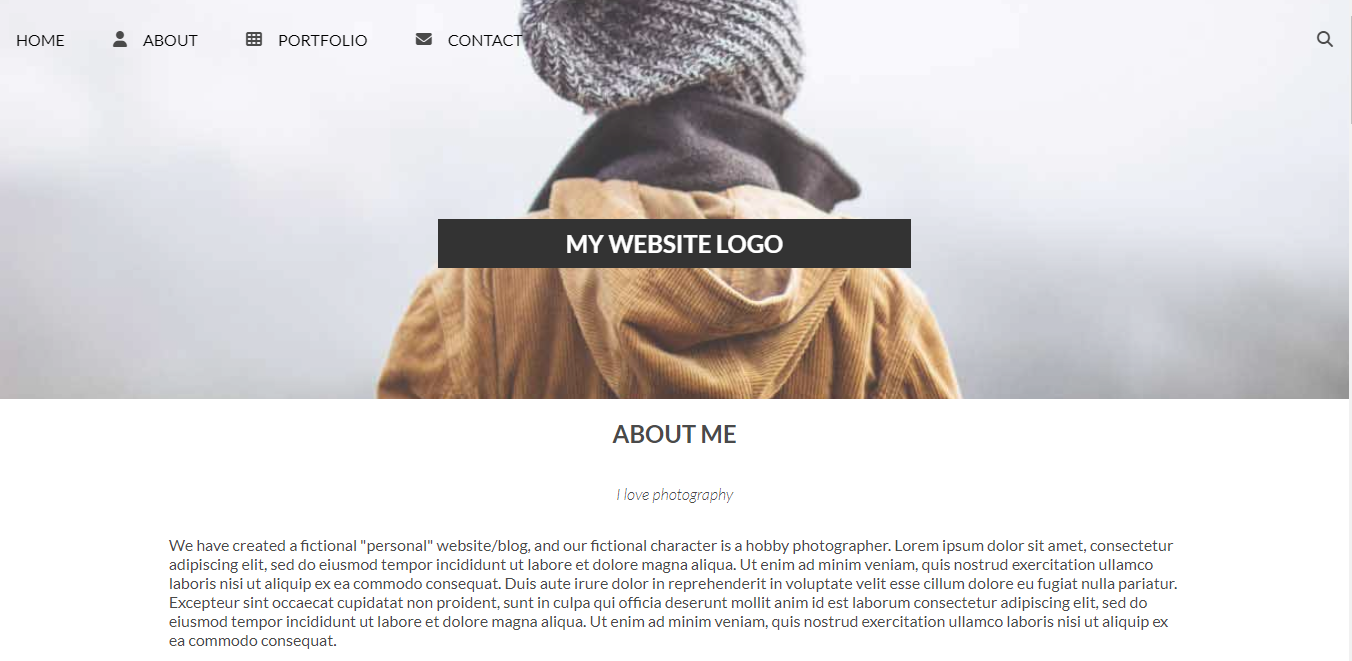 HOME ABOUT PORTFOLIO CONTACT
MY WEBSITE LOGO
ABOUT ME
I love photography
We have created a fictional "personal" website/blog, and our fictional character is a hobby photographer. Lorem ipsum dolor sit amet, consectetur
adipiscing elit, sed do eiusmod tempor incididunt ut labore et dolore magna aliqua. Ut enim ad minim veniam, quis nostrud exercitation ullamco
laboris nisi ut aliquip ex ea commodo consequat. Duis aute irure dolor in reprehenderit in voluptate velit esse cillum dolore eu fugiat nulla pariatur.
Excepteur sint occaecat cupidatat non proident, sunt in culpa qui officia deserunt mollit anim id est laborum consectetur adipiscing elit, sed do
eiusmod tempor incididunt ut labore et dolore magna aliqua. Ut enim ad minim veniam, quis nostrud exercitation ullamco laboris nisi ut aliquip ex
ea commodo consequat.